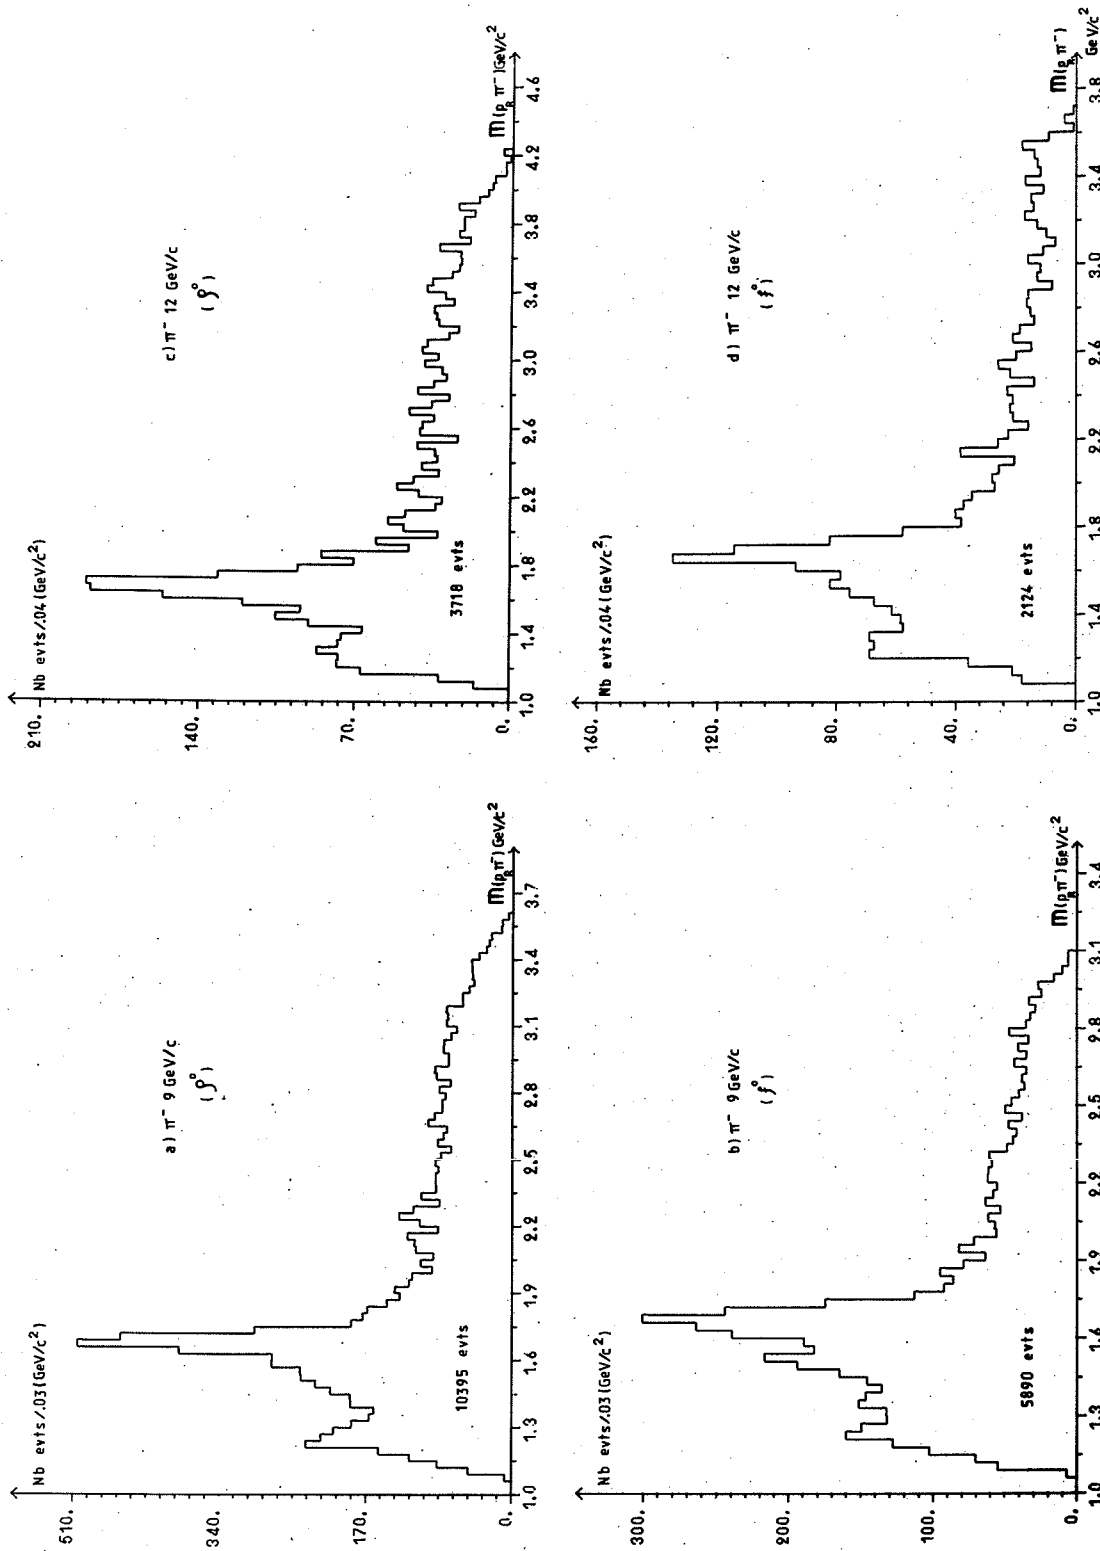 Nb evts/.03(GeV/c²)
510.
340.
170.
0.
a) π⁻ 9 GeV/c
(ρ°)
10395 evts
1.0 1.3 1.6 1.9 2.2 2.5 2.8 3.1 3.4 3.7
m(p_R π⁻)GeV/c²
Nb evts/.03(GeV/c²)
300.
200.
100.
0.
b) π⁻ 9 GeV/c
(f°)
5890 evts
1.0 1.3 1.6 1.9 2.2 2.5 2.8 3.1 3.4
m(p_R π⁻)GeV/c²
Nb evts/.04(GeV/c²)
210.
140.
70.
0.
c) π⁻ 12 GeV/c
(ρ°)
3718 evts
1.0 1.4 1.8 2.2 2.6 3.0 3.4 3.8 4.2 4.6
m(p_R π⁻)GeV/c²
Nb evts/.04(GeV/c²)
160.
120.
80.
40.
0.
d) π⁻ 12 GeV/c
(f°)
2124 evts
1.0 1.4 1.8 2.2 2.6 3.0 3.4 3.8
m(p_R π⁻)
GeV/c²